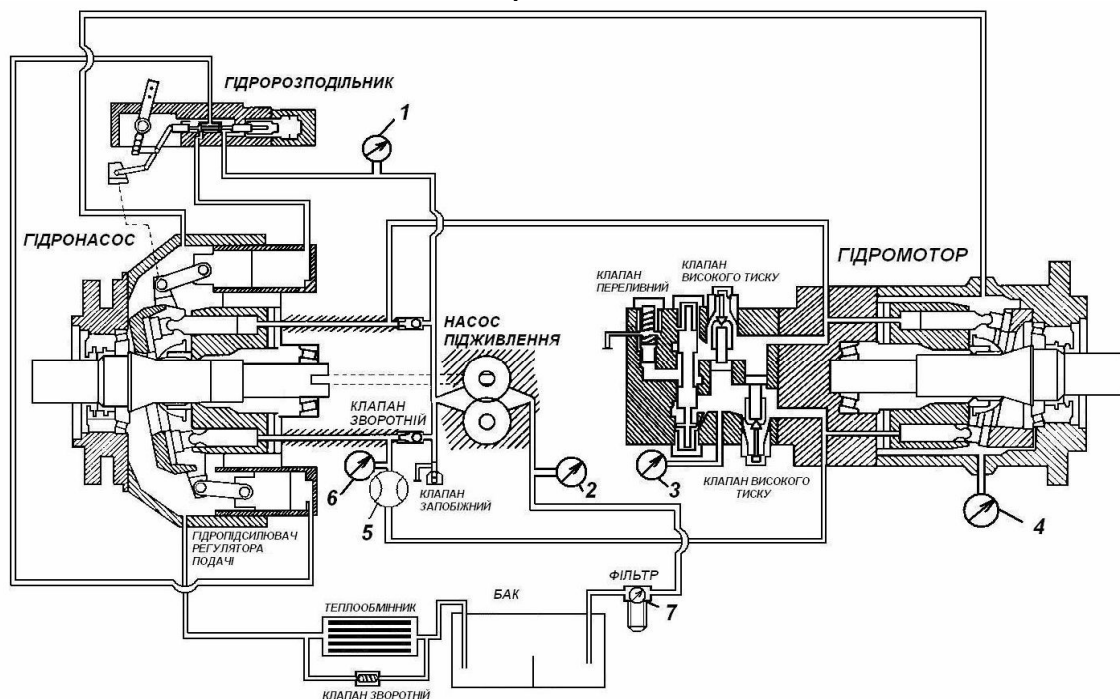 ГІДРОРОЗПОДІЛЬНИК
1
ГІДРОНАСОС
НАСОС
ПІДЖИВЛЕННЯ
КЛАПАН
ПЕРЕЛИВНИЙ
КЛАПАН
ВИСОКОГО ТИСКУ
ГІДРОМОТОР
КЛАПАН
ЗВОРОТНІЙ
6
5
КЛАПАН
ЗАПОБІЖНИЙ
2
3
КЛАПАН ВИСОКОГО
ТИСКУ
4
ГІДРОПІДСИЛЮВАЧ
РЕГУЛЯТОРА
ПОДАЧІ
ТЕПЛООБМІННИК
БАК
ФІЛЬТР
7
КЛАПАН ЗВОРОТНІЙ